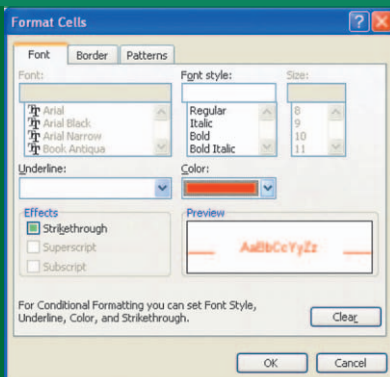 Format Cells
Font Border Patterns
Font: Font style: Size:
Arial Regular 8
Arial Black Italic 9
Arial Narrow Bold 10
Book Antiqua Bold Italic 11
Underline: Color:
Effects Preview
Strikethrough
Superscript
Subscript
AaBbCcYyZz
For Conditional Formatting you can set Font Style,
Underline, Color, and Strikethrough.
Clear
OK Cancel